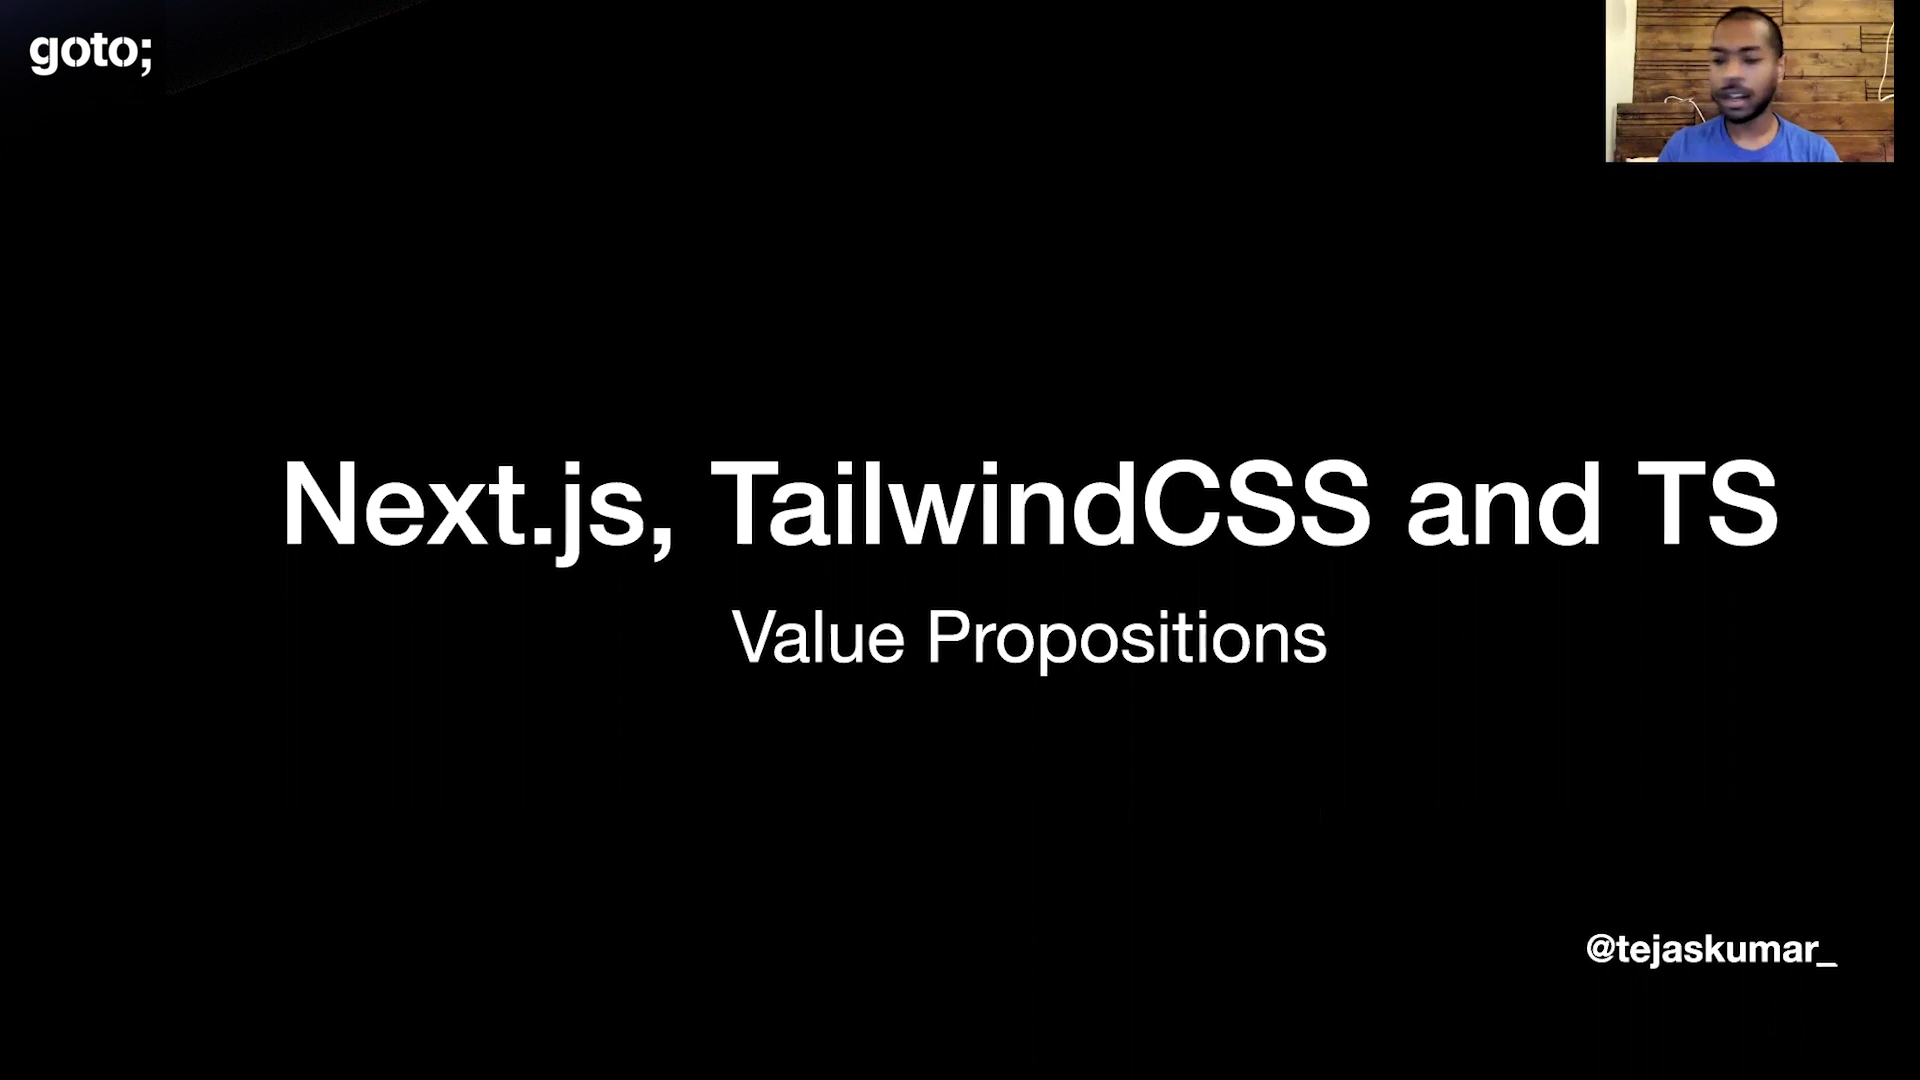 goto;
Next.js, TailwindCSS and TS
Value Propositions
@tejaskumar_